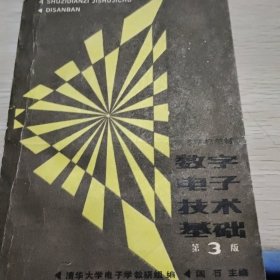 SHUZIDIANZI JISHUJICHU
DISANBAN
数字
电子
技术
基础
第3版
清华大学电子学教研组 编
阎石 主编